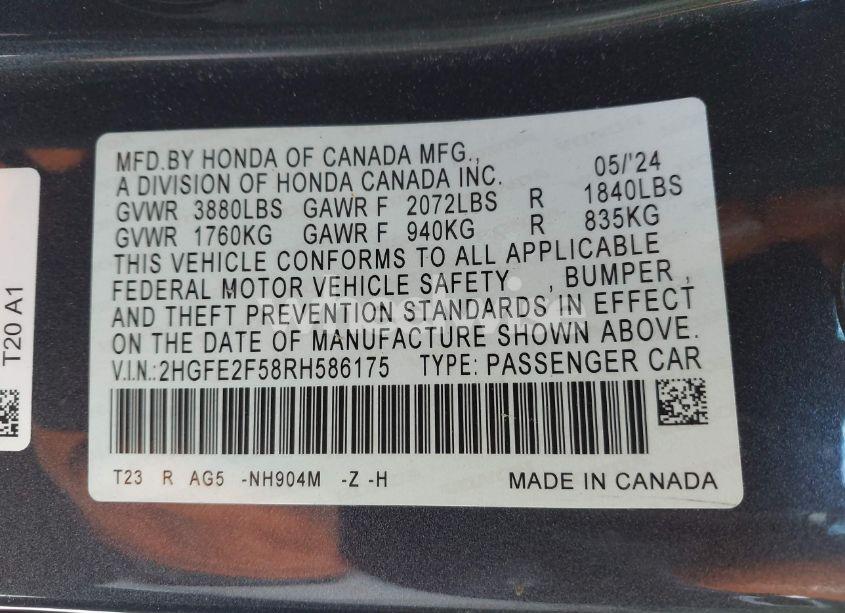 MFD.BY HONDA OF CANADA MFG., 05/'24
A DIVISION OF HONDA CANADA INC.
GVWR 3880LBS GAWR F 2072LBS R 1840LBS
GVWR 1760KG GAWR F 940KG R 835KG
THIS VEHICLE CONFORMS TO ALL APPLICABLE
FEDERAL MOTOR VEHICLE SAFETY , BUMPER ,
AND THEFT PREVENTION STANDARDS IN EFFECT
ON THE DATE OF MANUFACTURE SHOWN ABOVE.
V.I.N.:2HGFE2F58RH586175 TYPE: PASSENGER CAR
T23 R AG5 -NH904M -Z -H MADE IN CANADA
T20 A1